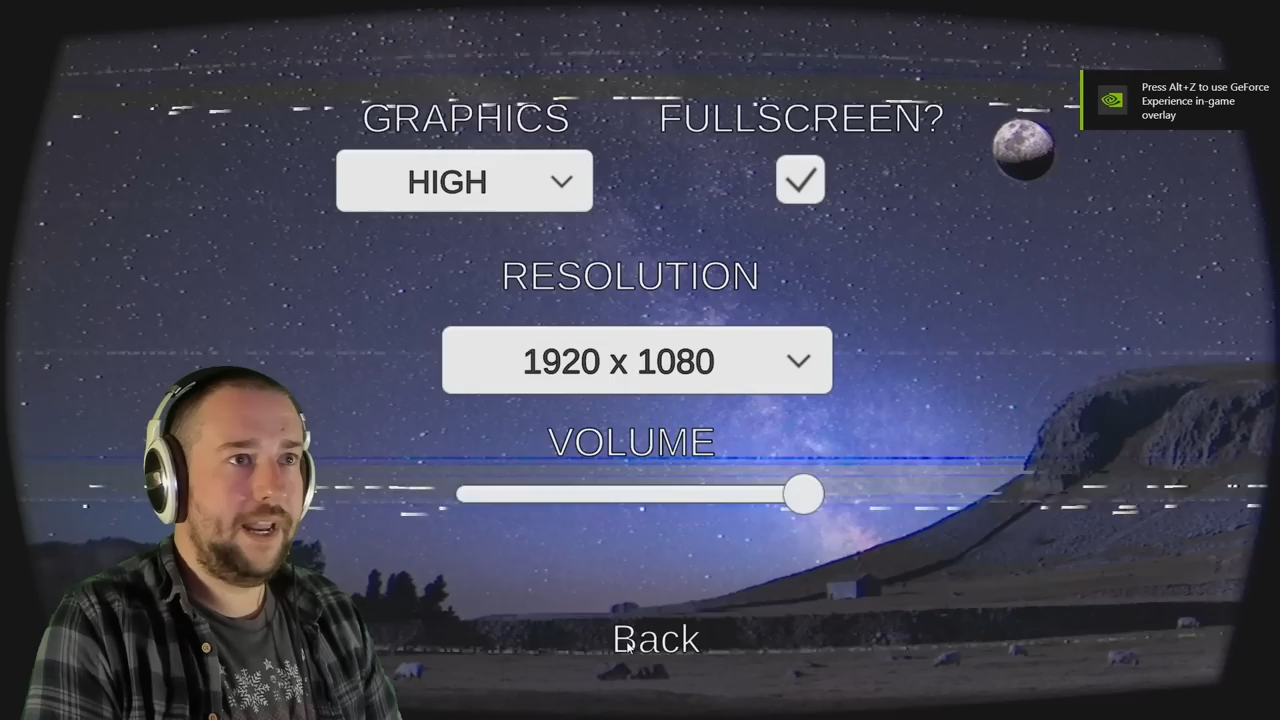 GRAPHICS
FULLSCREEN?
HIGH
RESOLUTION
1920 x 1080
VOLUME
Back
Press Alt+Z to use GeForce
Experience in-game
overlay